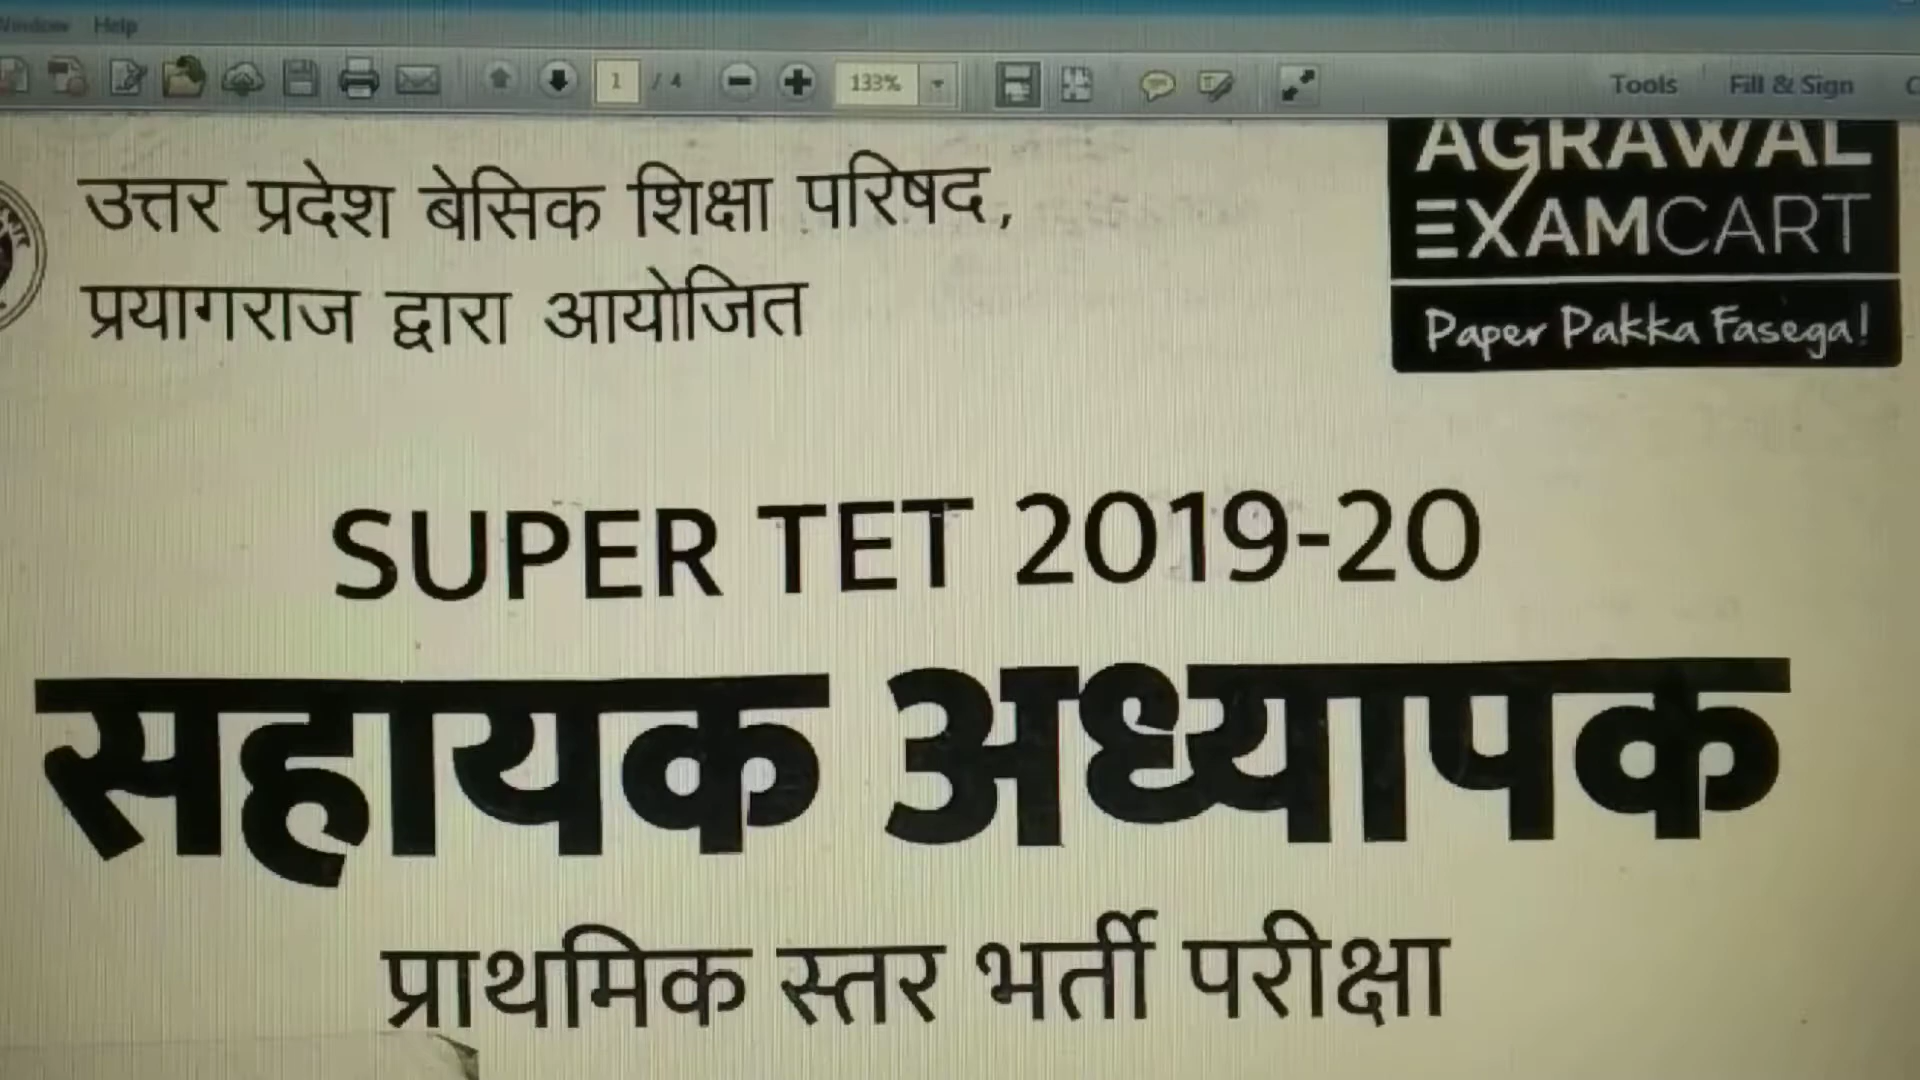 Window Help
1 / 4 133% Tools Fill & Sign
उत्तर प्रदेश बेसिक शिक्षा परिषद,
प्रयागराज द्वारा आयोजित
AGRAWAL
EXAMCART
Paper Pakka Fasega!
SUPER TET 2019-20
सहायक अध्यापक
प्राथमिक स्तर भर्ती परीक्षा